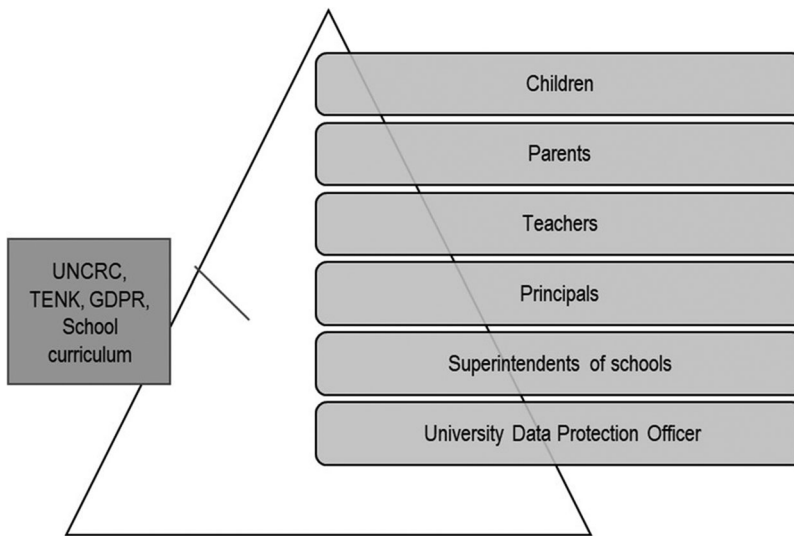 Children
Parents
Teachers
Principals
Superintendents of schools
University Data Protection Officer
UNCRC,
TENK, GDPR,
School
curriculum